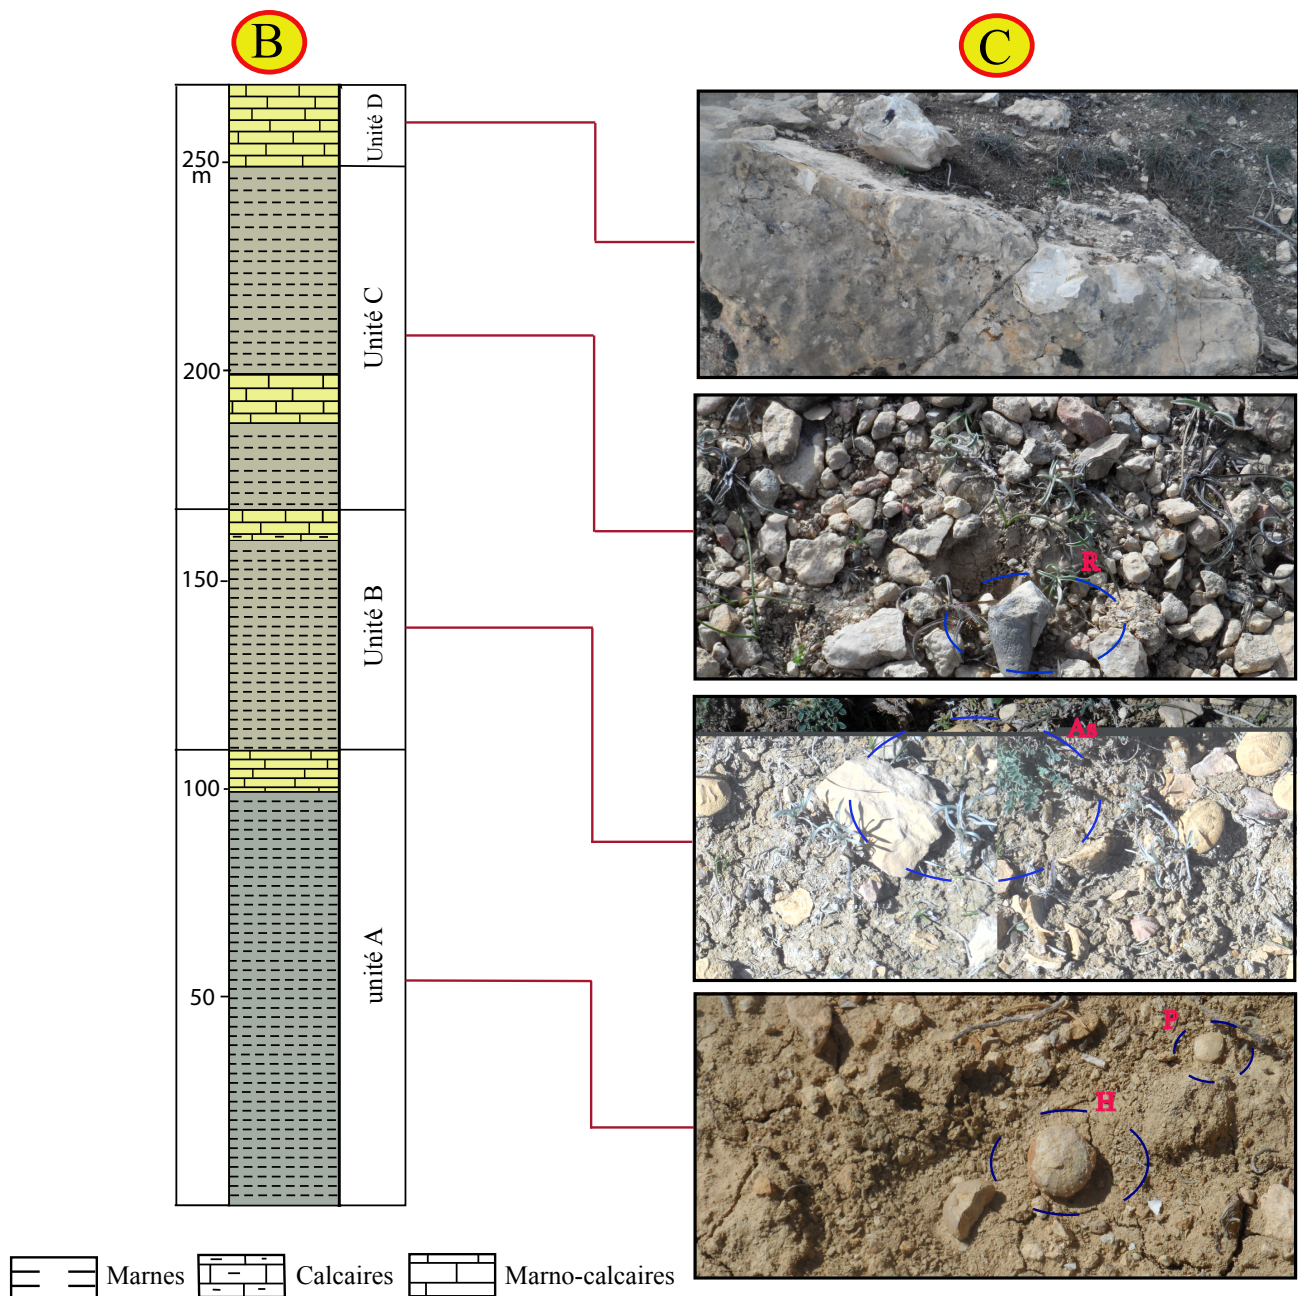 B
C
250
m
200
150
100
50
Unité D
Unité C
Unité B
unité A
R
As
P
H
Marnes
Calcaires
Marno-calcaires